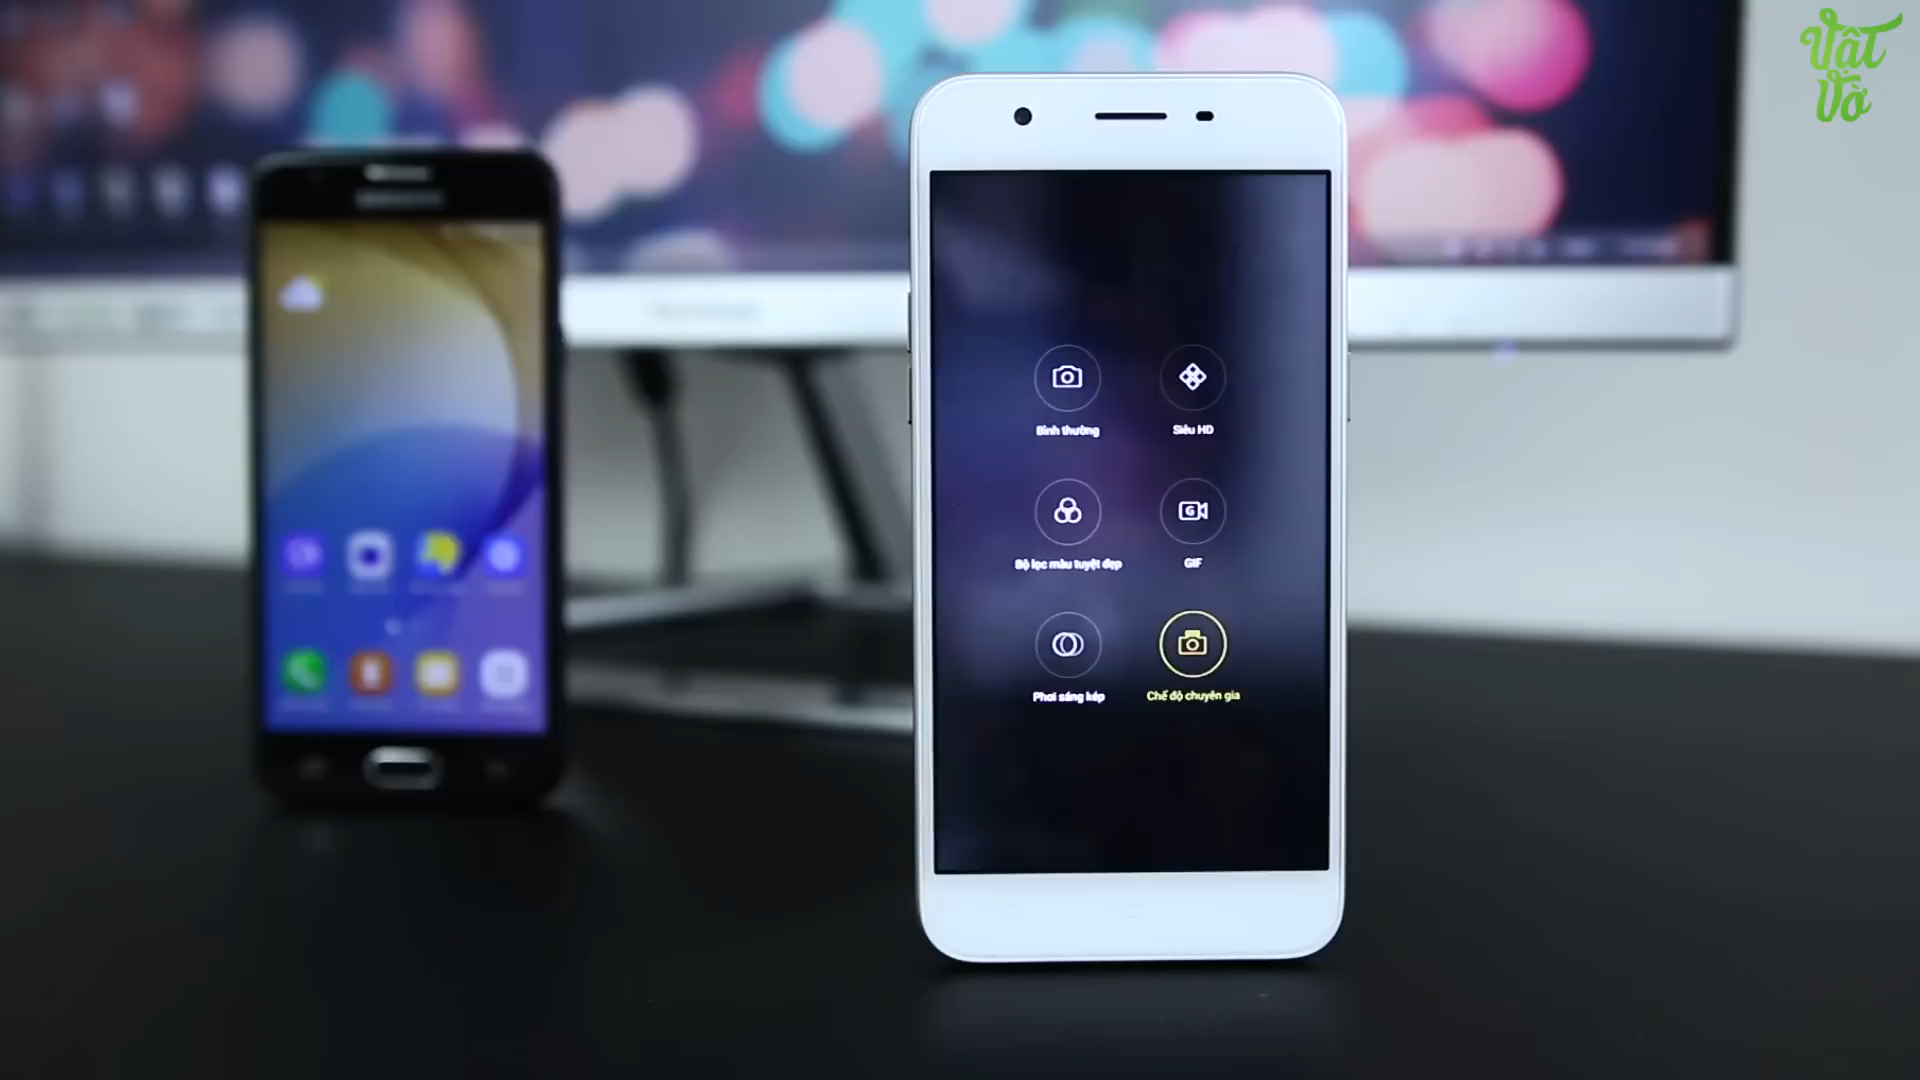 Vật
Vờ
SAMSUNG
Bình thường
Siêu HD
Bộ lọc màu tuyệt đẹp
GIF
Phơi sáng kép
Chế độ chuyên gia